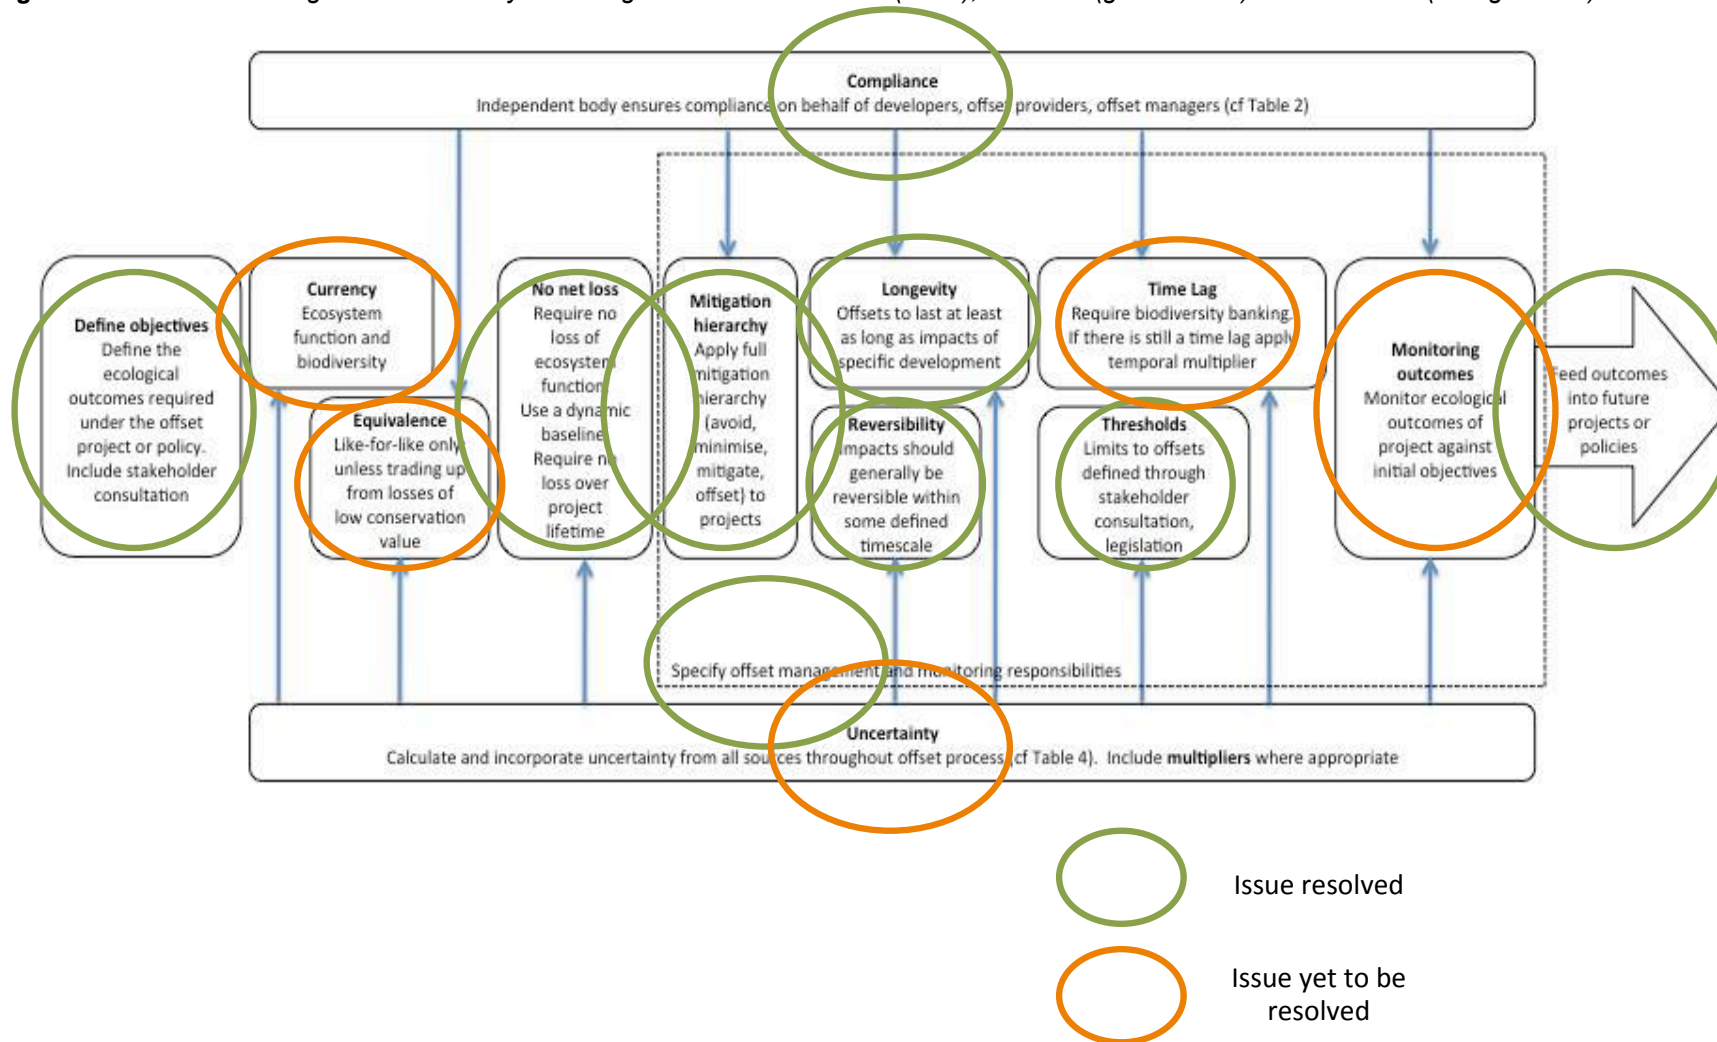 Compliance
Independent body ensures compliance on behalf of developers, offset providers, offset managers (cf Table 2)
Define objectives
Define the
ecological
outcomes required
under the offset
project or policy.
Include stakeholder
consultation
Currency
Ecosystem
function and
biodiversity
Equivalence
Like-for-like only
unless trading up
from losses of
low conservation
value
No net loss
Require no
loss of
ecosystem
function
Use a dynamic
baseline
Require no
loss over
project
lifetime
Mitigation
hierarchy
Apply full
mitigation
hierarchy
(avoid,
minimise,
mitigate,
offset) to
projects
Longevity
Offsets to last at least
as long as impacts of
specific development
Reversibility
Impacts should
generally be
reversible within
some defined
timescale
Time Lag
Require biodiversity banking.
If there is still a time lag apply
temporal multiplier
Thresholds
Limits to offsets
defined through
stakeholder
consultation,
legislation
Monitoring
outcomes
Monitor ecological
outcomes of
project against
initial objectives
Feed outcomes
into future
projects or
policies
Specify offset management and monitoring responsibilities
Uncertainty
Calculate and incorporate uncertainty from all sources throughout offset process (cf Table 4). Include multipliers where appropriate
Issue resolved
Issue yet to be
resolved